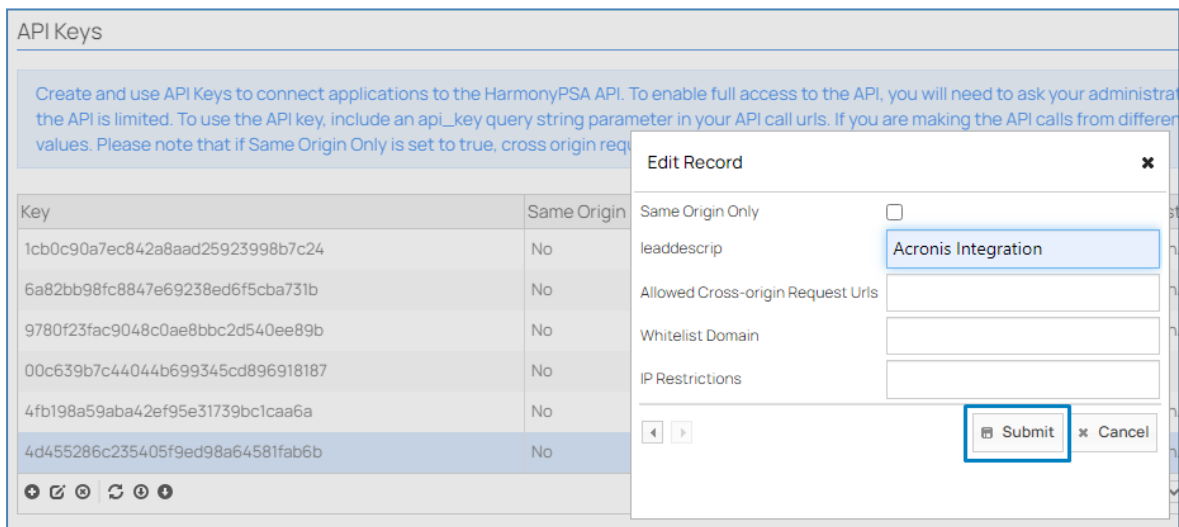 API Keys
Create and use API Keys to connect applications to the HarmonyPSA API. To enable full access to the API, you will need to ask your administrat
the API is limited. To use the API key, include an api_key query string parameter in your API call urls. If you are making the API calls from differen
values. Please note that if Same Origin Only is set to true, cross origin requ
Edit Record
Key Same Origin
Same Origin Only
1cb0c90a7ec842a8aad25923998b7c24 No
leaddescrip Acronis Integration
6a82bb98fc8847e69238ed6f5cba731b No
Allowed Cross-origin Request Urls
9780f23fac9048c0ae8bbc2d540ee89b No
Whitelist Domain
00c639b7c44044b699345cd896918187 No
IP Restrictions
4fb198a59aba42ef95e31739bc1caa6a No
Submit Cancel
4d455286c235405f9ed98a64581fab6b No